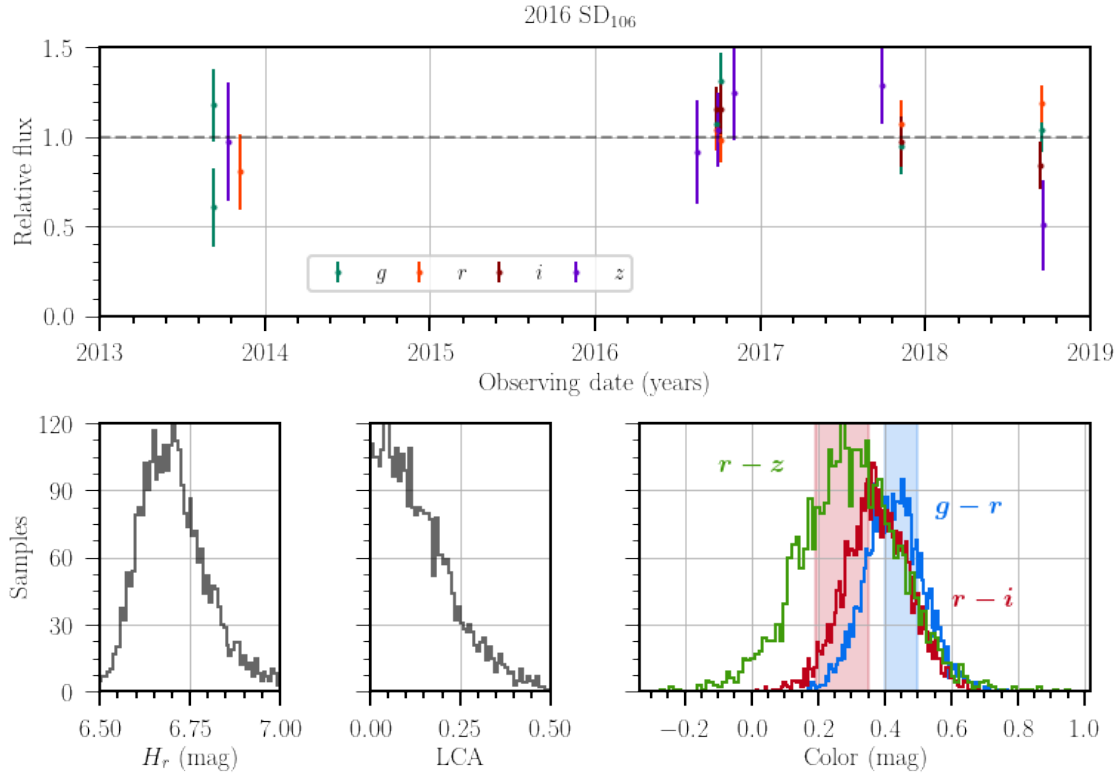 2016 SD₁₀₆
Relative flux
1.5
1.0
0.5
0.0
g r i z
2013 2014 2015 2016 2017 2018 2019
Observing date (years)
Samples
120
90
60
30
0
r − z
g − r
r − i
6.50 6.75 7.00 0.00 0.25 0.50 −0.2 0.0 0.2 0.4 0.6 0.8 1.0
H_r (mag) LCA Color (mag)